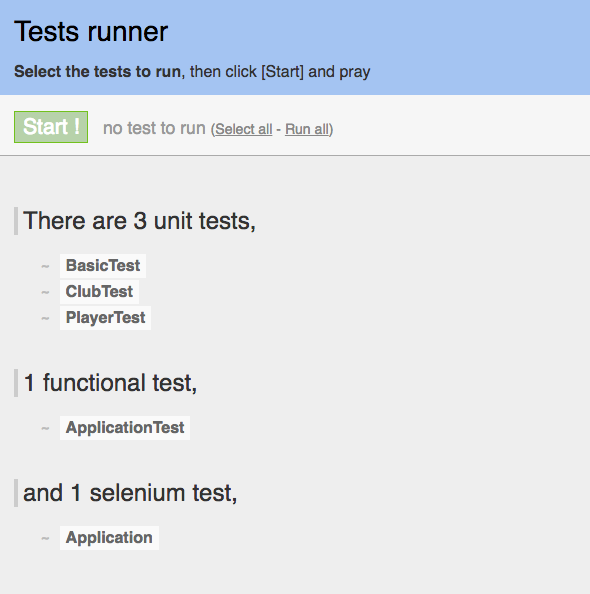 Tests runner
Select the tests to run, then click [Start] and pray
Start ! no test to run (Select all - Run all)
There are 3 unit tests,
~ BasicTest
~ ClubTest
~ PlayerTest
1 functional test,
~ ApplicationTest
and 1 selenium test,
~ Application